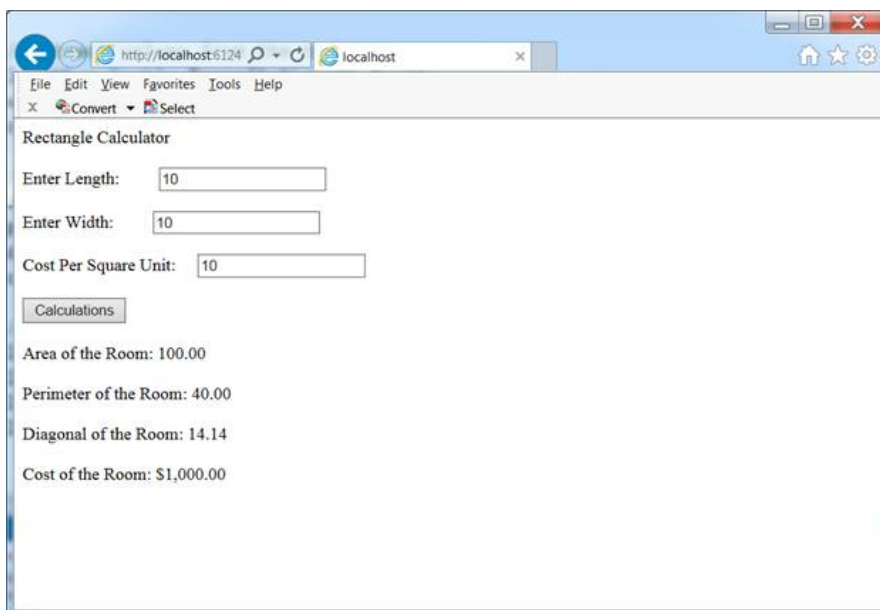 http://localhost:6124
localhost
File Edit View Favorites Tools Help
x Convert Select
Rectangle Calculator
Enter Length: 10
Enter Width: 10
Cost Per Square Unit: 10
Calculations
Area of the Room: 100.00
Perimeter of the Room: 40.00
Diagonal of the Room: 14.14
Cost of the Room: $1,000.00